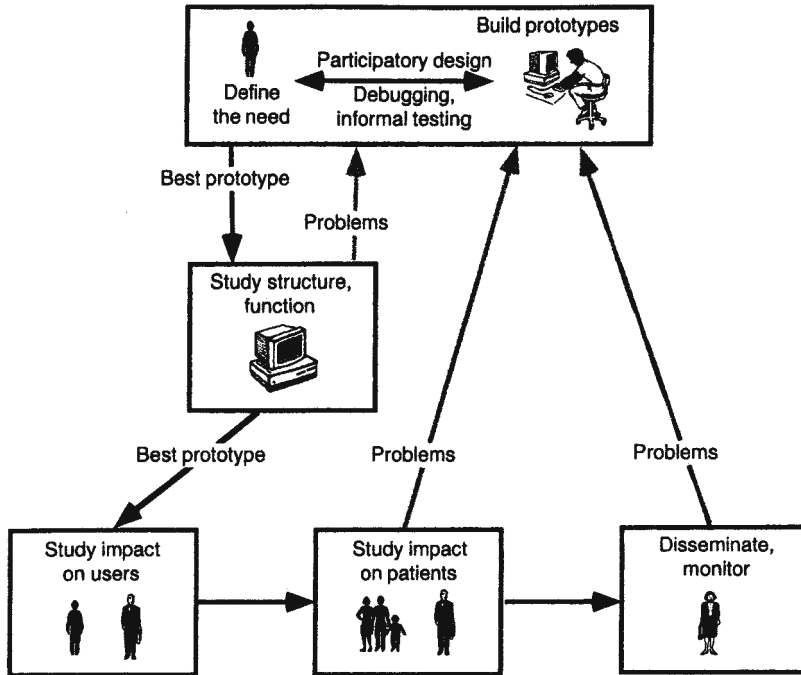 Build prototypes
Participatory design
Define
the need
Debugging,
informal testing
Best prototype
Problems
Study structure,
function
Best prototype
Problems
Problems
Study impact
on users
Study impact
on patients
Disseminate,
monitor